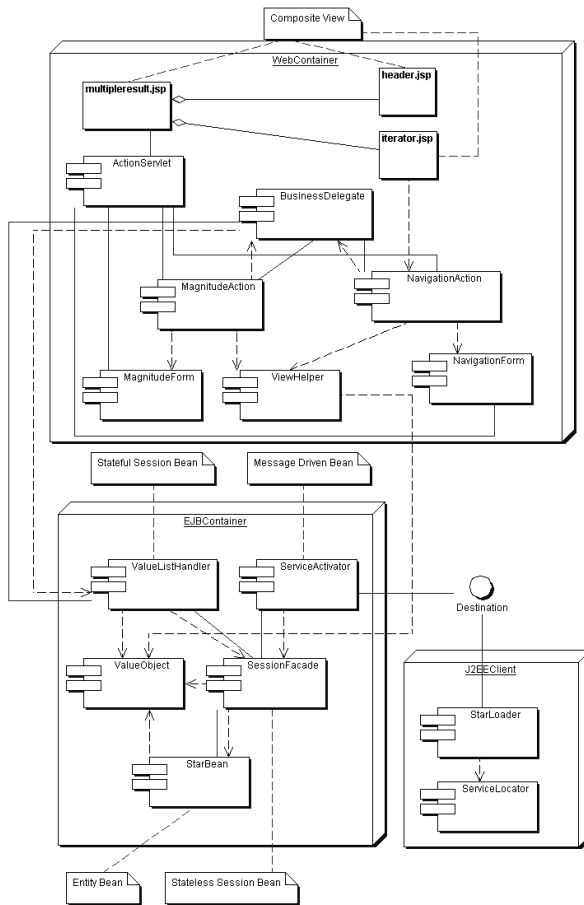 Composite View
WebContainer
multipleresult.jsp
header.jsp
iterator.jsp
ActionServlet
BusinessDelegate
MagnitudeAction
NavigationAction
MagnitudeForm
ViewHelper
NavigationForm
Stateful Session Bean
Message Driven Bean
EJBContainer
ValueListHandler
ServiceActivator
Destination
ValueObject
SessionFacade
J2EEClient
StarLoader
StarBean
ServiceLocator
Entity Bean
Stateless Session Bean